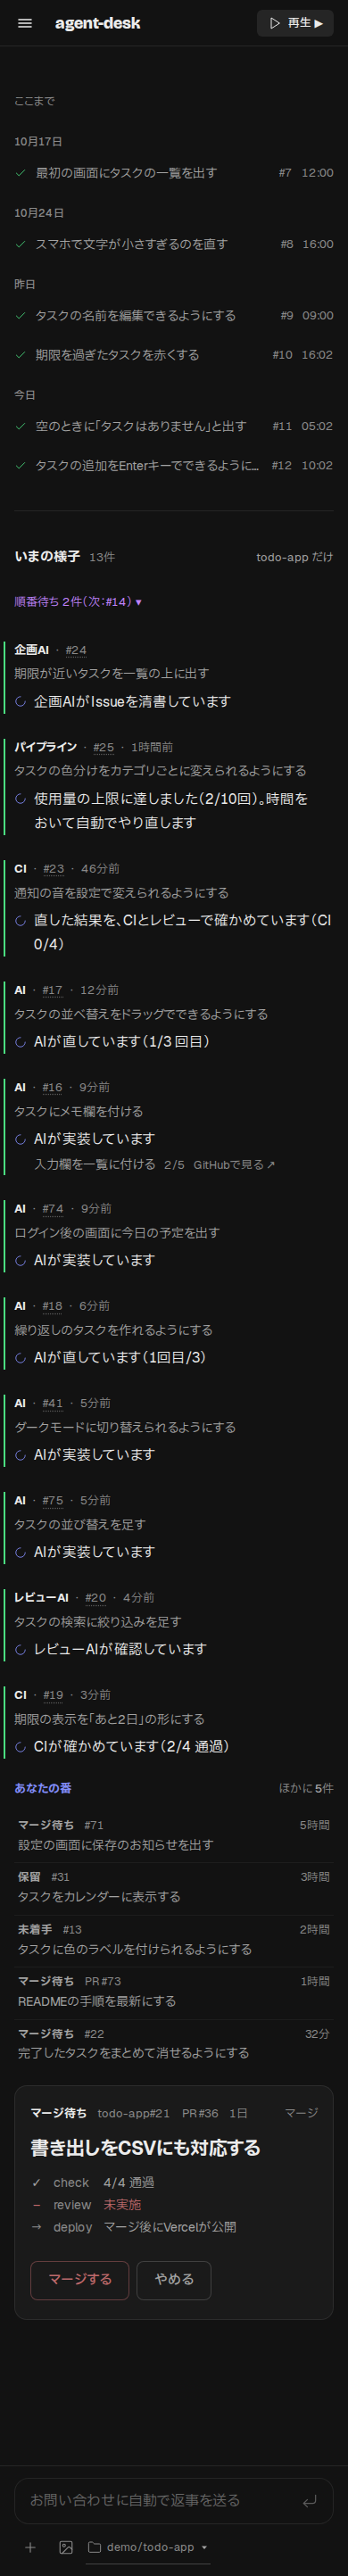 agent-desk
再生 ▶
ここまで
10月17日
✓ 最初の画面にタスクの一覧を出す #7 12:00
10月24日
✓ スマホで文字が小さすぎるのを直す #8 16:00
昨日
✓ タスクの名前を編集できるようにする #9 09:00
✓ 期限を過ぎたタスクを赤くする #10 16:02
今日
✓ 空のときに「タスクはありません」と出す #11 05:02
✓ タスクの追加をEnterキーでできるように… #12 10:02
いまの様子 13件 todo-app だけ
順番待ち 2件（次：#14） ▾
企画AI · #24
期限が近いタスクを一覧の上に出す
企画AIがIssueを清書しています
パイプライン · #25 · 1時間前
タスクの色分けをカテゴリごとに変えられるようにする
使用量の上限に達しました（2/10回）。時間を
おいて自動でやり直します
CI · #23 · 46分前
通知の音を設定で変えられるようにする
直した結果を、CIとレビューで確かめています（CI
0/4）
AI · #17 · 12分前
タスクの並べ替えをドラッグでできるようにする
AIが直しています（1/3 回目）
AI · #16 · 9分前
タスクにメモ欄を付ける
AIが実装しています
入力欄を一覧に付ける 2/5 GitHubで見る ↗
AI · #74 · 9分前
ログイン後の画面に今日の予定を出す
AIが実装しています
AI · #18 · 6分前
繰り返しのタスクを作れるようにする
AIが直しています（1回目/3）
AI · #41 · 5分前
ダークモードに切り替えられるようにする
AIが実装しています
AI · #75 · 5分前
タスクの並び替えを足す
AIが実装しています
レビューAI · #20 · 4分前
タスクの検索に絞り込みを足す
レビューAIが確認しています
CI · #19 · 3分前
期限の表示を「あと2日」の形にする
CIが確かめています（2/4 通過）
あなたの番 ほかに 5件
マージ待ち #71 5時間
設定の画面に保存のお知らせを出す
保留 #31 3時間
タスクをカレンダーに表示する
未着手 #13 2時間
タスクに色のラベルを付けられるようにする
マージ待ち PR#73 1時間
READMEの手順を最新にする
マージ待ち #22 32分
完了したタスクをまとめて消せるようにする
マージ待ち todo-app#21 PR#36 1日 マージ
書き出しをCSVにも対応する
✓ check 4/4 通過
– review 未実施
→ deploy マージ後にVercelが公開
マージする やめる
お問い合わせに自動で返事を送る
demo/todo-app ▾